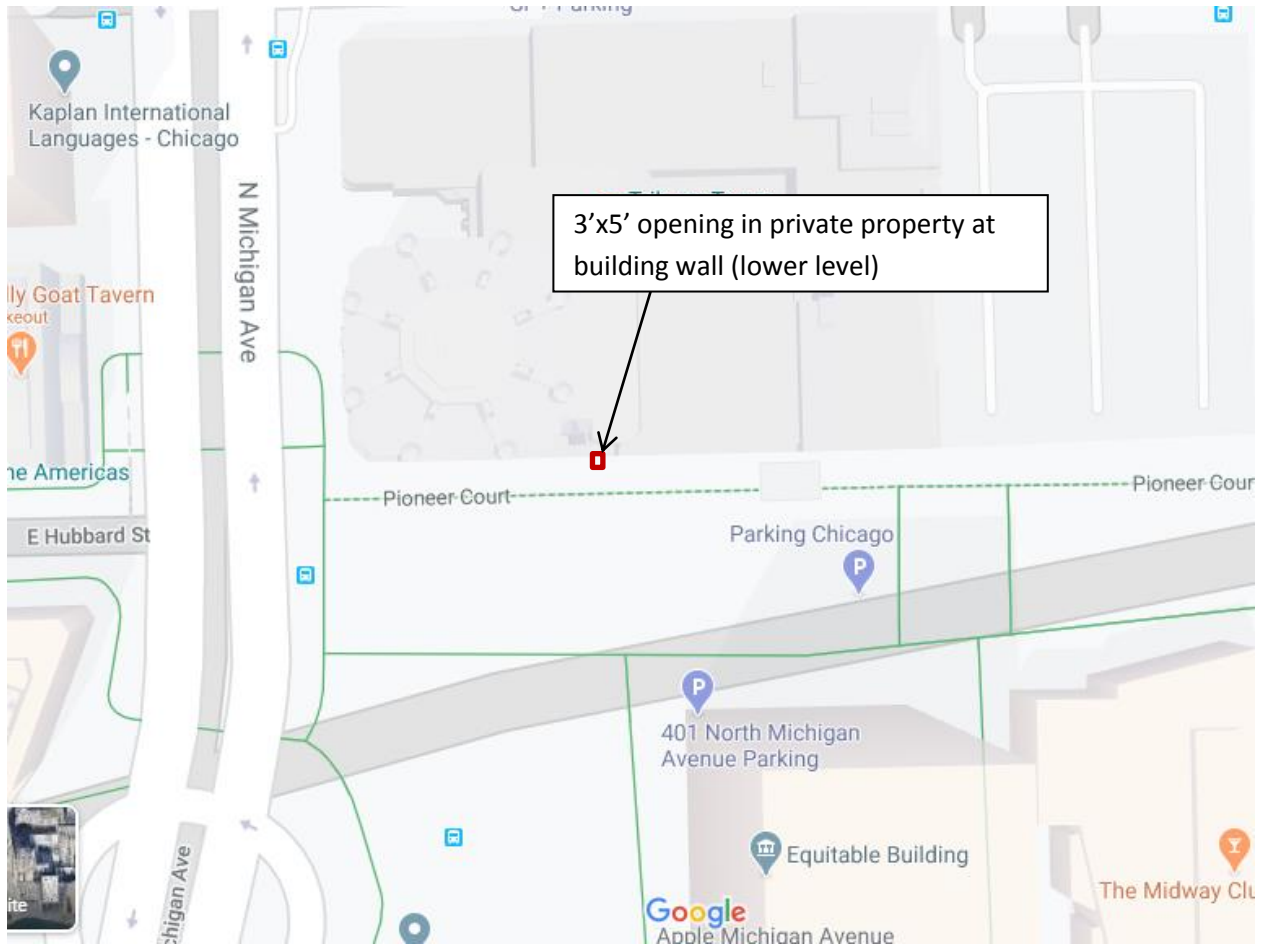 Kaplan International
Languages - Chicago
N Michigan Ave
3’x5’ opening in private property at
building wall (lower level)
lly Goat Tavern
keout
ne Americas
E Hubbard St
Pioneer Court
Pioneer Cour
Parking Chicago
P
P
401 North Michigan
Avenue Parking
Equitable Building
The Midway Clu
ite
chigan Ave
Google
Apple Michigan Avenue